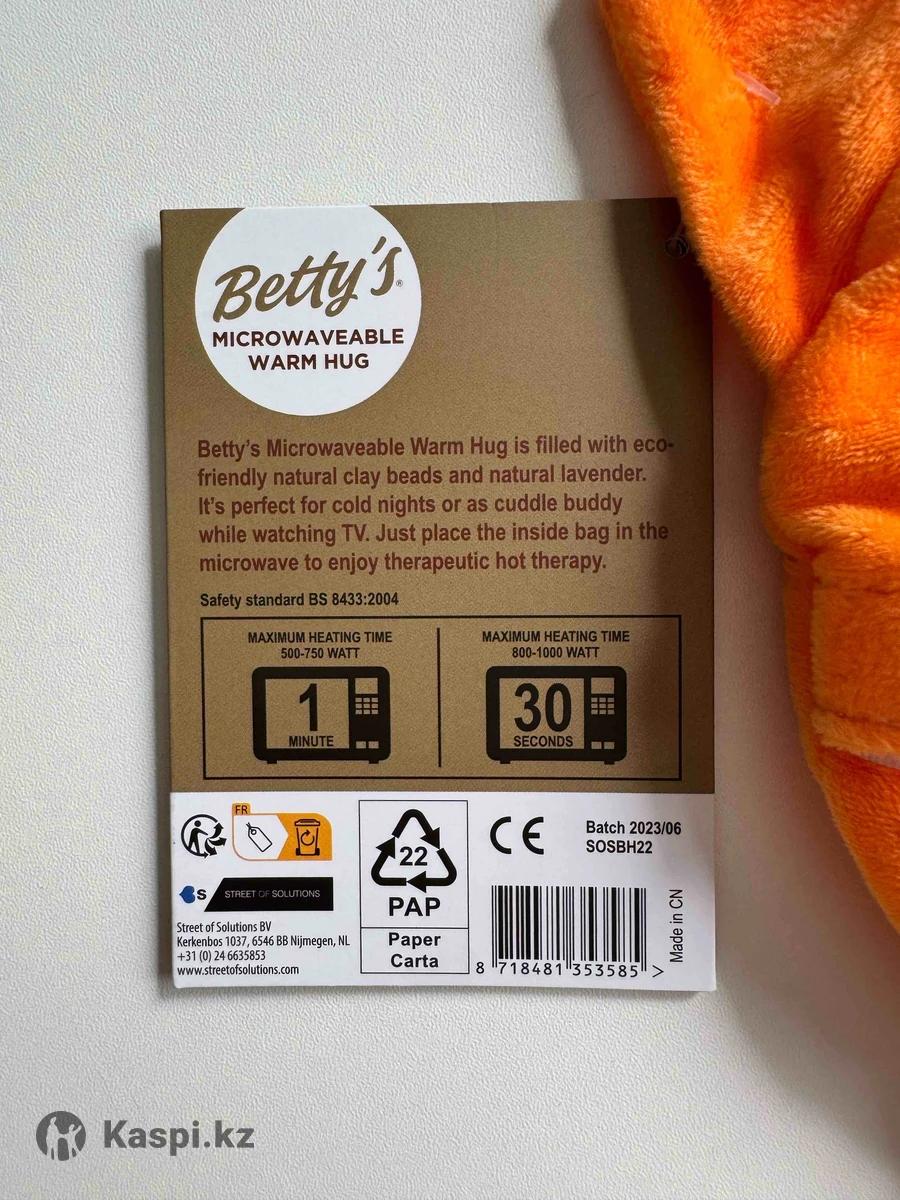 Betty's®
MICROWAVEABLE
WARM HUG
Betty's Microwaveable Warm Hug is filled with eco-
friendly natural clay beads and natural lavender.
It's perfect for cold nights or as cuddle buddy
while watching TV. Just place the inside bag in the
microwave to enjoy therapeutic hot therapy.
Safety standard BS 8433:2004
MAXIMUM HEATING TIME
500-750 WATT
1
MINUTE
MAXIMUM HEATING TIME
800-1000 WATT
30
SECONDS
FR
S STREET OF SOLUTIONS
Street of Solutions BV
Kerkenbos 1037, 6546 BB Nijmegen, NL
+31 (0) 24 6635853
www.streetofsolutions.com
22
PAP
Paper
Carta
CE
Batch 2023/06
SOSBH22
8 718481 353585 >
Made in CN
Kaspi.kz